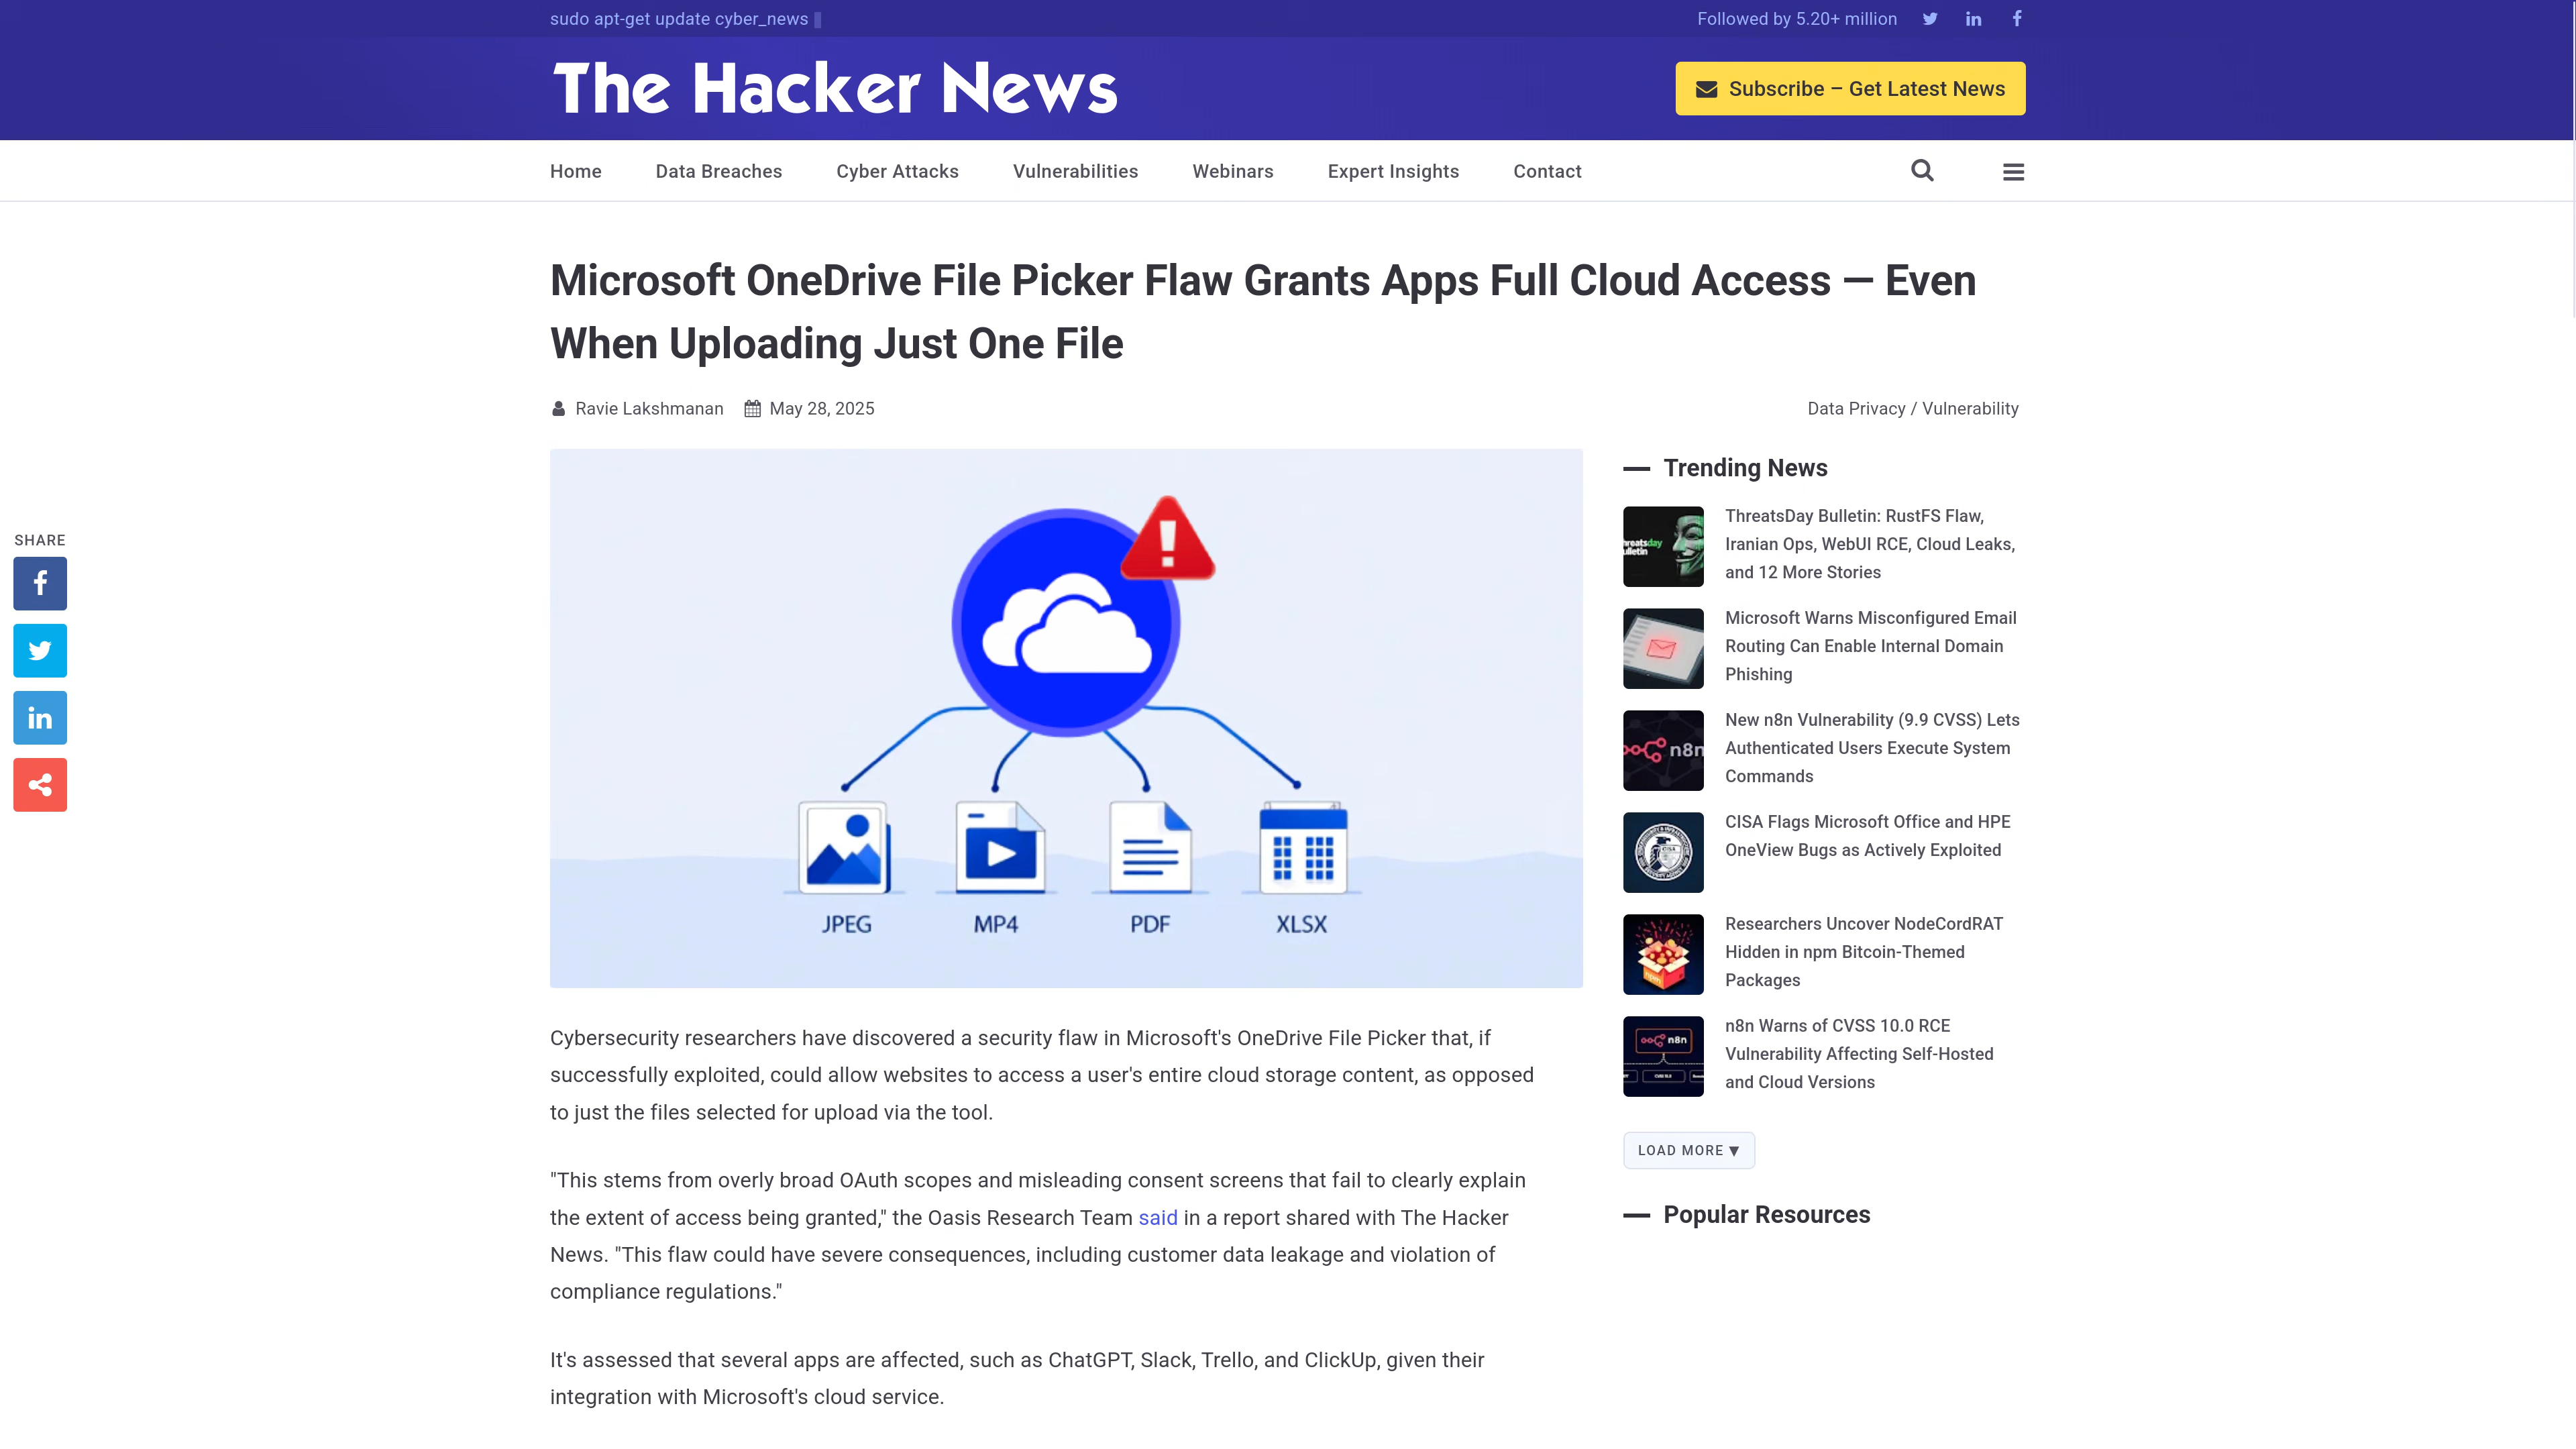 sudo apt-get update cyber_news
Followed by 5.20+ million
The Hacker News
Subscribe – Get Latest News
Home
Data Breaches
Cyber Attacks
Vulnerabilities
Webinars
Expert Insights
Contact
Microsoft OneDrive File Picker Flaw Grants Apps Full Cloud Access — Even
When Uploading Just One File
Ravie Lakshmanan
May 28, 2025
Data Privacy / Vulnerability
SHARE
JPEG
MP4
PDF
XLSX
Cybersecurity researchers have discovered a security flaw in Microsoft's OneDrive File Picker that, if
successfully exploited, could allow websites to access a user's entire cloud storage content, as opposed
to just the files selected for upload via the tool.
"This stems from overly broad OAuth scopes and misleading consent screens that fail to clearly explain
the extent of access being granted," the Oasis Research Team said in a report shared with The Hacker
News. "This flaw could have severe consequences, including customer data leakage and violation of
compliance regulations."
It's assessed that several apps are affected, such as ChatGPT, Slack, Trello, and ClickUp, given their
integration with Microsoft's cloud service.
Trending News
ThreatsDay Bulletin: RustFS Flaw,
Iranian Ops, WebUI RCE, Cloud Leaks,
and 12 More Stories
Microsoft Warns Misconfigured Email
Routing Can Enable Internal Domain
Phishing
n8n
New n8n Vulnerability (9.9 CVSS) Lets
Authenticated Users Execute System
Commands
CISA Flags Microsoft Office and HPE
OneView Bugs as Actively Exploited
Researchers Uncover NodeCordRAT
Hidden in npm Bitcoin-Themed
Packages
n8n
n8n Warns of CVSS 10.0 RCE
Vulnerability Affecting Self-Hosted
and Cloud Versions
LOAD MORE ▼
Popular Resources